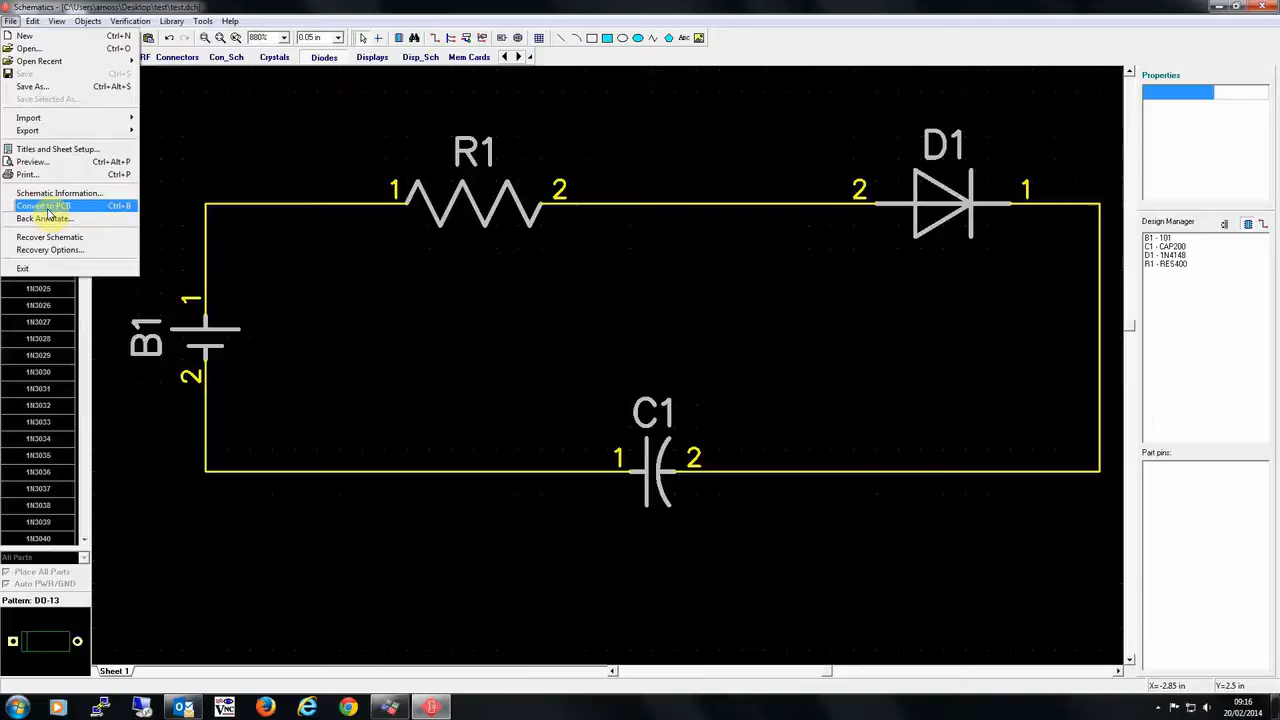 Schematics - [C:\Users\amoss\Desktop\test\test.dch]
File Edit View Objects Verification Library Tools Help
New Ctrl+N
Open... Ctrl+O
Open Recent
Save Ctrl+S
Save As... Ctrl+Alt+S
Save Selected As...
Import
Export
Titles and Sheet Setup...
Preview... Ctrl+Alt+P
Print... Ctrl+P
Schematic Information...
Convert to PCB Ctrl+B
Back Annotate...
Recover Schematic
Recovery Options...
Exit
880% 0.05 in
Abc
RF Connectors Con_Sch Crystals Diodes Displays Disp_Sch Mem Cards
1N3025
1N3026
1N3027
1N3028
1N3029
1N3030
1N3031
1N3032
1N3033
1N3034
1N3035
1N3036
1N3037
1N3038
1N3039
1N3040
All Parts
Place All Parts
Auto PWR/GND
Pattern: DO-13
R1
1 2
D1
2 1
B1
1
2
C1
1 2
Properties
Design Manager
B1 - 101
C1 - CAP200
D1 - 1N4148
R1 - RES400
Part pins:
Sheet 1
X= -2.85 in Y=2.5 in
VNC
09:16
20/02/2014